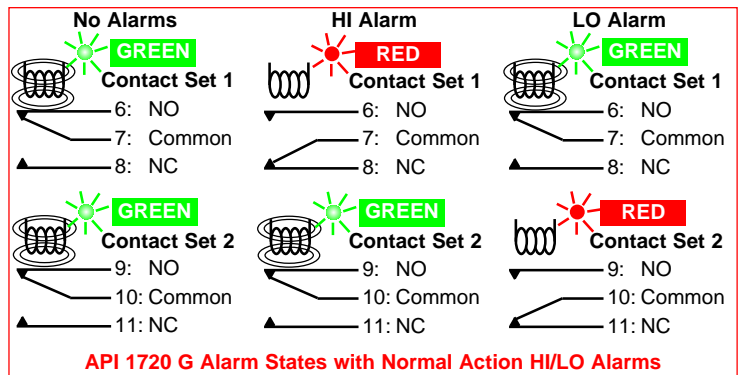 No Alarms
GREEN
Contact Set 1
6: NO
7: Common
8: NC
HI Alarm
RED
Contact Set 1
6: NO
7: Common
8: NC
LO Alarm
GREEN
Contact Set 1
6: NO
7: Common
8: NC
GREEN
Contact Set 2
9: NO
10: Common
11: NC
GREEN
Contact Set 2
9: NO
10: Common
11: NC
RED
Contact Set 2
9: NO
10: Common
11: NC
API 1720 G Alarm States with Normal Action HI/LO Alarms